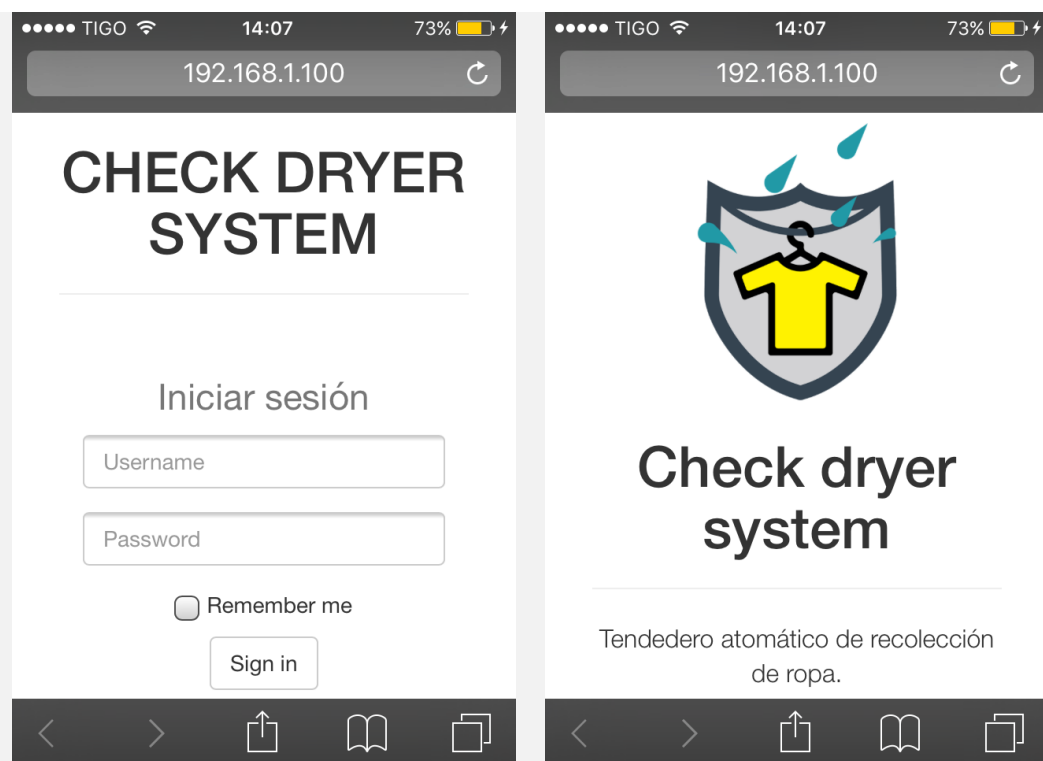 TIGO 14:07 73%
192.168.1.100
CHECK DRYER
SYSTEM
Iniciar sesión
Username
Password
Remember me
Sign in
TIGO 14:07 73%
192.168.1.100
Check dryer
system
Tendedero atomático de recolección
de ropa.